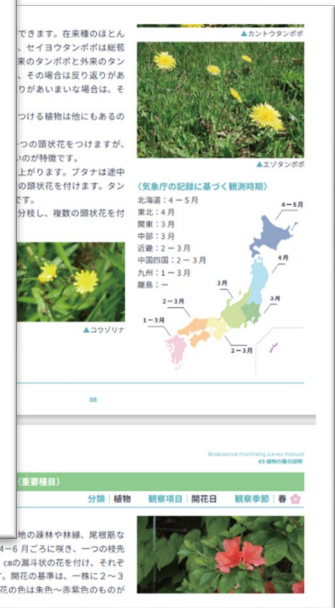 ▲カントウタンポポ
できます。在来種のほとん
、セイヨウタンポポは総苞
来のタンポポと外来のタン
、その場合は反り返りがあ
りがあいまいな場合は、そ
つける植物は他にもあるの
つの頭状花をつけますが、
いのが特徴です。
上がります。ブタナは途中
の頭状花を付けます。タン
です。
分枝し、複数の頭状花を付
▲エゾタンポポ
〈気象庁の記録に基づく観測時期〉
北海道：4－5月
東北：4月
関東：3月
中部：3月
近畿：2－3月
中国四国：2－3月
九州：1－3月
離島：ー
4－5月
4月
3月
3月
2－3月
1－3月
2－3月
▲コウゾリナ
08
Biseasonal monitoring survey manual
03 植物の種の説明
（重要種目）
分類｜植物 観察項目｜開花日 観察季節｜春
地の疎林や林縁、尾根筋な
4－6月ごろに咲き、一つの枝先
cmの漏斗状の花を付け、それぞ
。開花の基準は、一株に2～3
花の色は朱色～赤紫色のものが